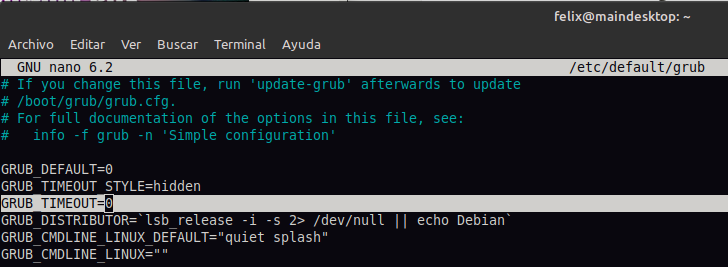 felix@maindesktop: ~
Archivo Editar Ver Buscar Terminal Ayuda
GNU nano 6.2 /etc/default/grub
# If you change this file, run 'update-grub' afterwards to update
# /boot/grub/grub.cfg.
# For full documentation of the options in this file, see:
#   info -f grub -n 'Simple configuration'
GRUB_DEFAULT=0
GRUB_TIMEOUT_STYLE=hidden
GRUB_TIMEOUT=0
GRUB_DISTRIBUTOR=`lsb_release -i -s 2> /dev/null || echo Debian`
GRUB_CMDLINE_LINUX_DEFAULT="quiet splash"
GRUB_CMDLINE_LINUX=""